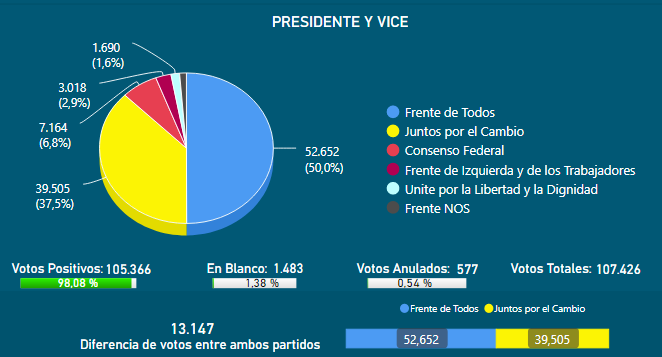 PRESIDENTE Y VICE
1.690
(1,6%)
3.018
(2,9%)
7.164
(6,8%)
39.505
(37,5%)
52.652
(50,0%)
Frente de Todos
Juntos por el Cambio
Consenso Federal
Frente de Izquierda y de los Trabajadores
Unite por la Libertad y la Dignidad
Frente NOS
Votos Positivos: 105.366
98,08 %
En Blanco: 1.483
1,38 %
Votos Anulados: 577
0,54 %
Votos Totales: 107.426
Frente de Todos Juntos por el Cambio
13.147
Diferencia de votos entre ambos partidos
52,652 39,505